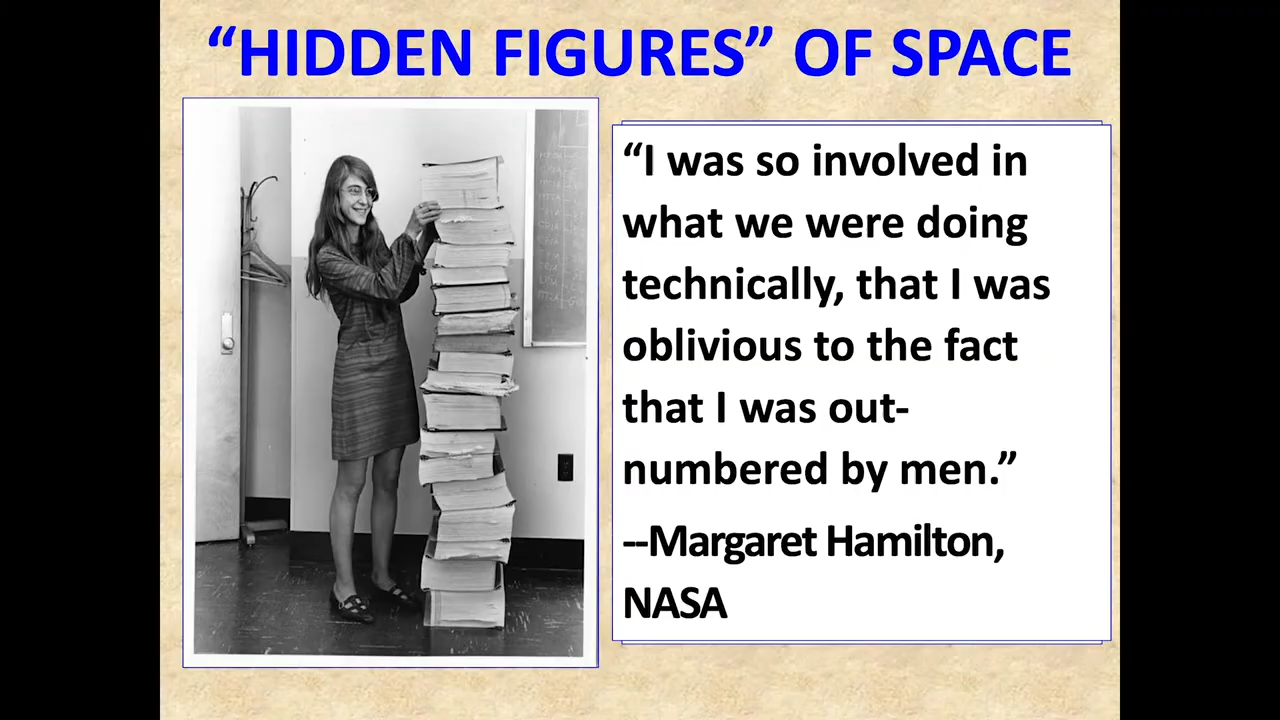 “HIDDEN FIGURES” OF SPACE
“I was so involved in
what we were doing
technically, that I was
oblivious to the fact
that I was out-
numbered by men.”
--Margaret Hamilton,
NASA